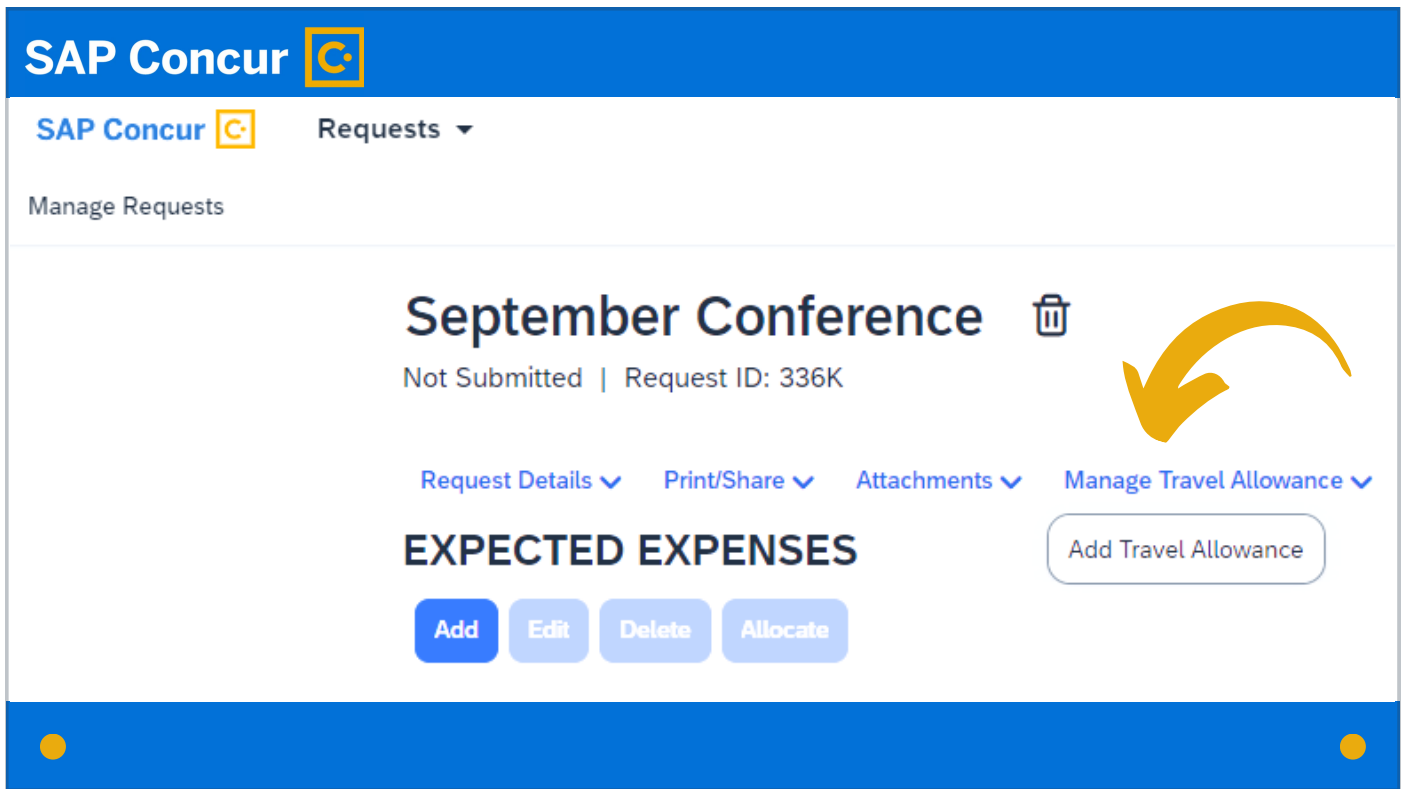 SAP Concur C
SAP Concur C Requests
Manage Requests
September Conference
Not Submitted | Request ID: 336K
Request Details Print/Share Attachments Manage Travel Allowance
EXPECTED EXPENSES
Add Travel Allowance
Add Edit Delete Allocate